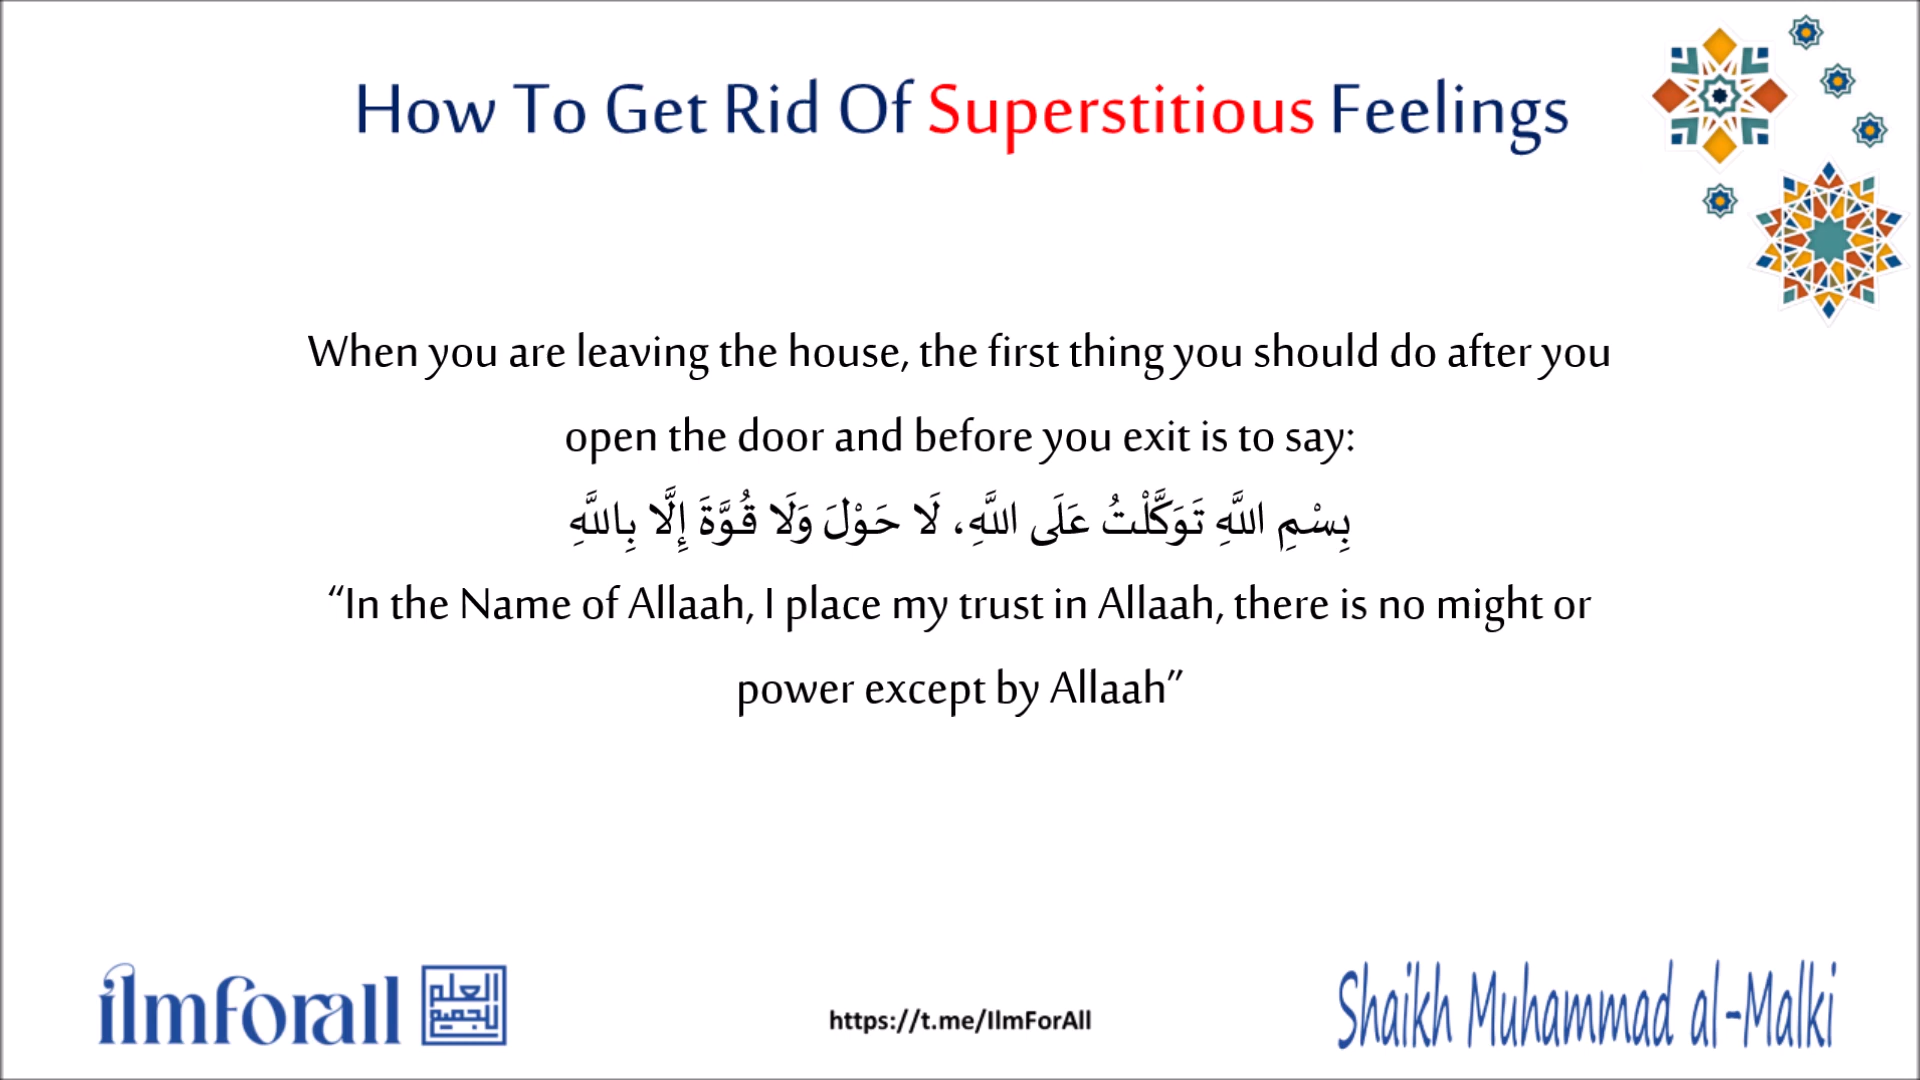 How To Get Rid Of Superstitious Feelings
When you are leaving the house, the first thing you should do after you
open the door and before you exit is to say:
بِسْمِ اللَّهِ تَوَكَّلْتُ عَلَى اللَّهِ، لَا حَوْلَ وَلَا قُوَّةَ إِلَّا بِاللَّهِ
“In the Name of Allaah, I place my trust in Allaah, there is no might or
power except by Allaah”
ilmforall
العلم
للجميع
https://t.me/IlmForAll
Shaikh Muhammad al-Malki